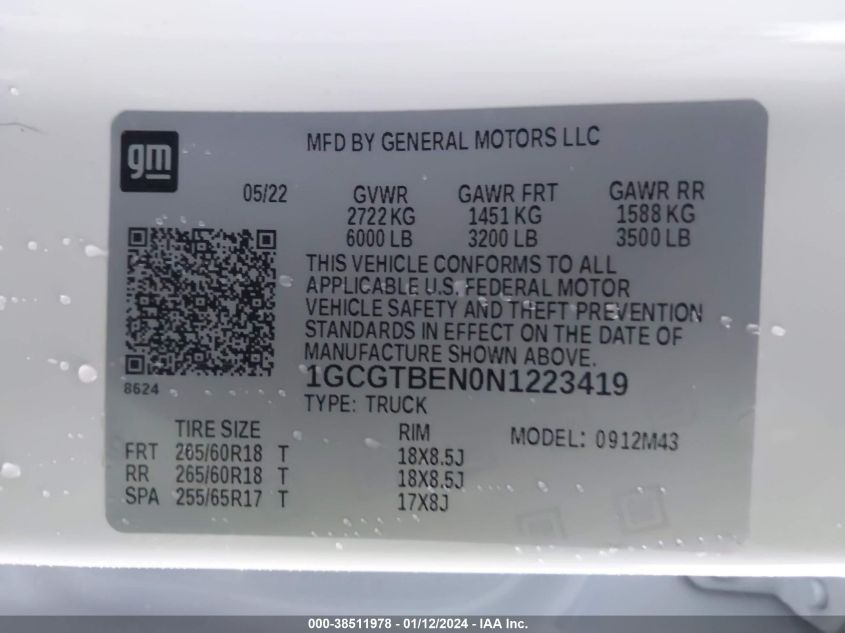 MFD BY GENERAL MOTORS LLC
gm
05/22 GVWR GAWR FRT GAWR RR
2722 KG 1451 KG 1588 KG
6000 LB 3200 LB 3500 LB
THIS VEHICLE CONFORMS TO ALL
APPLICABLE U.S. FEDERAL MOTOR
VEHICLE SAFETY AND THEFT PREVENTION
STANDARDS IN EFFECT ON THE DATE OF
MANUFACTURE SHOWN ABOVE.
8624
1GCGTBEN0N1223419
TYPE: TRUCK
TIRE SIZE RIM MODEL: 0912M43
FRT 265/60R18 T 18X8.5J
RR 265/60R18 T 18X8.5J
SPA 255/65R17 T 17X8J
000-38511978 - 01/12/2024 - IAA Inc.